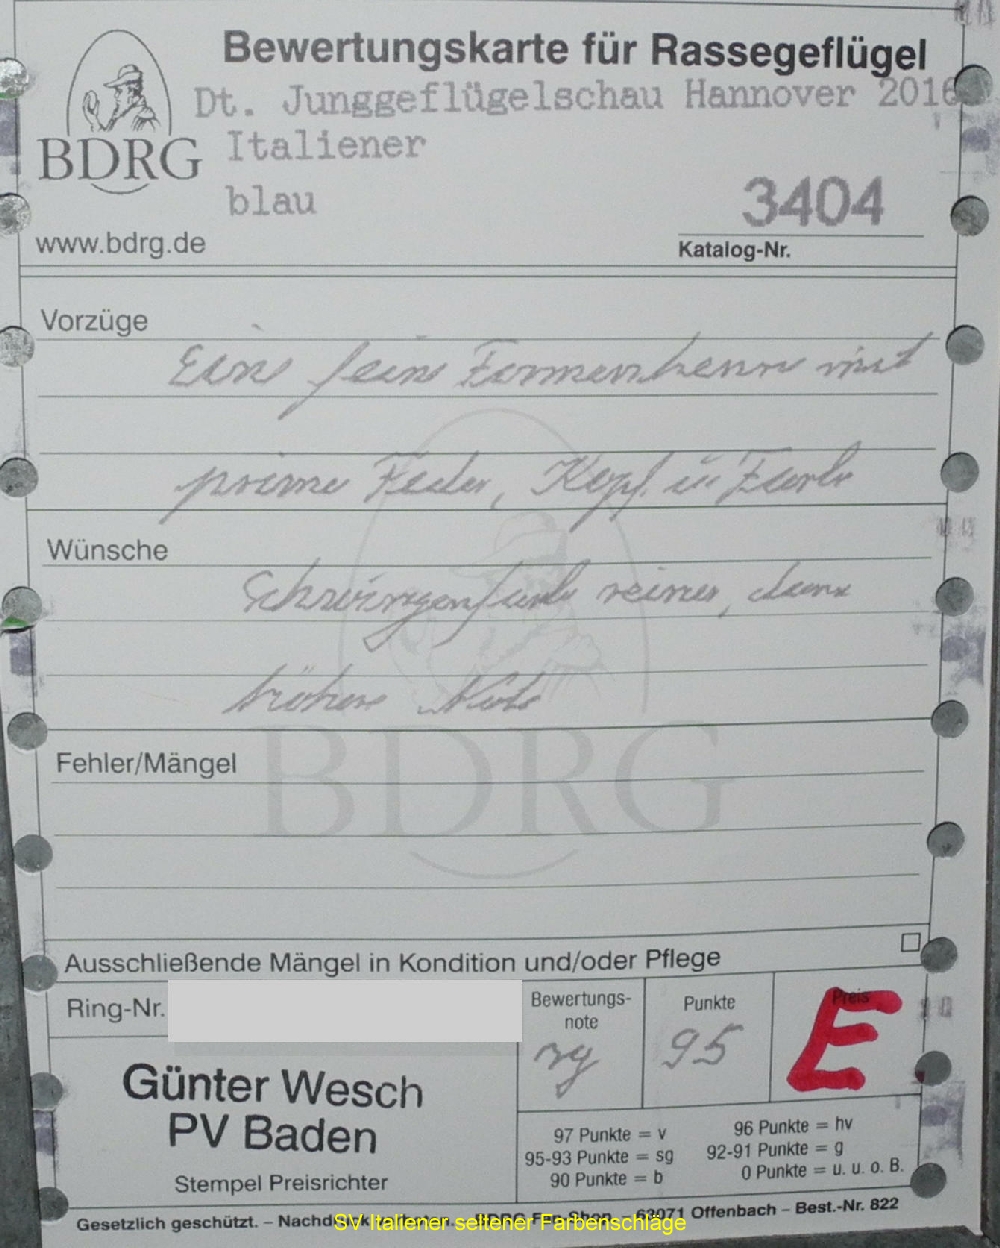 Bewertungskarte für Rassegeflügel
Dt. Junggeflügelschau Hannover 2016
BDRG
Italiener
blau
3404
www.bdrg.de
Katalog-Nr.
Vorzüge
Eine feine Formenhenne mit
prima Feder, Kopf u. Farbe
Wünsche
Schwingenfarbe reiner, dann
höhere Note
BDRG
Fehler/Mängel
Ausschließende Mängel in Kondition und/oder Pflege
Ring-Nr.
Bewertungs-
note
sg
Punkte
95
Preis
E
Günter Wesch
PV Baden
Stempel Preisrichter
97 Punkte = v
96 Punkte = hv
95-93 Punkte = sg
92-91 Punkte = g
90 Punkte = b
0 Punkte = u. u. o. B.
Gesetzlich geschützt. – 63071 Offenbach – Best.-Nr. 822
SV Italiener seltener Farbenschläge